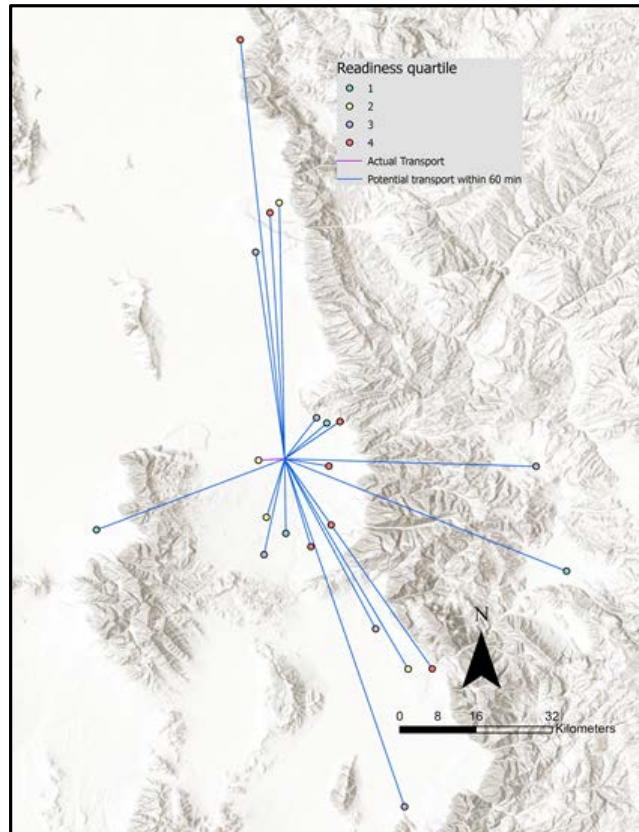 Readiness quartile
1
2
3
4
Actual Transport
Potential transport within 60 min
N
0 8 16 32
Kilometers